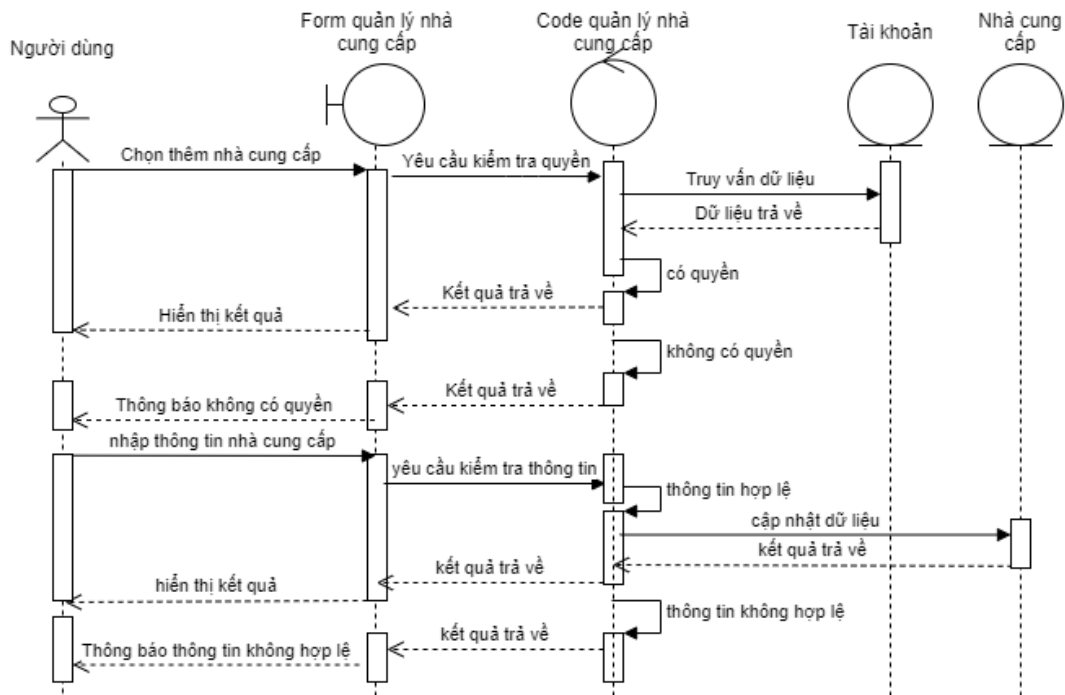 Người dùng
Form quản lý nhà
cung cấp
Code quản lý nhà
cung cấp
Tài khoản
Nhà cung
cấp
Chọn thêm nhà cung cấp
Yêu cầu kiểm tra quyền
Truy vấn dữ liệu
Dữ liệu trả về
có quyền
Kết quả trả về
Hiển thị kết quả
không có quyền
Kết quả trả về
Thông báo không có quyền
nhập thông tin nhà cung cấp
yêu cầu kiểm tra thông tin
thông tin hợp lệ
cập nhật dữ liệu
kết quả trả về
kết quả trả về
hiển thị kết quả
thông tin không hợp lệ
kết quả trả về
Thông báo thông tin không hợp lệ